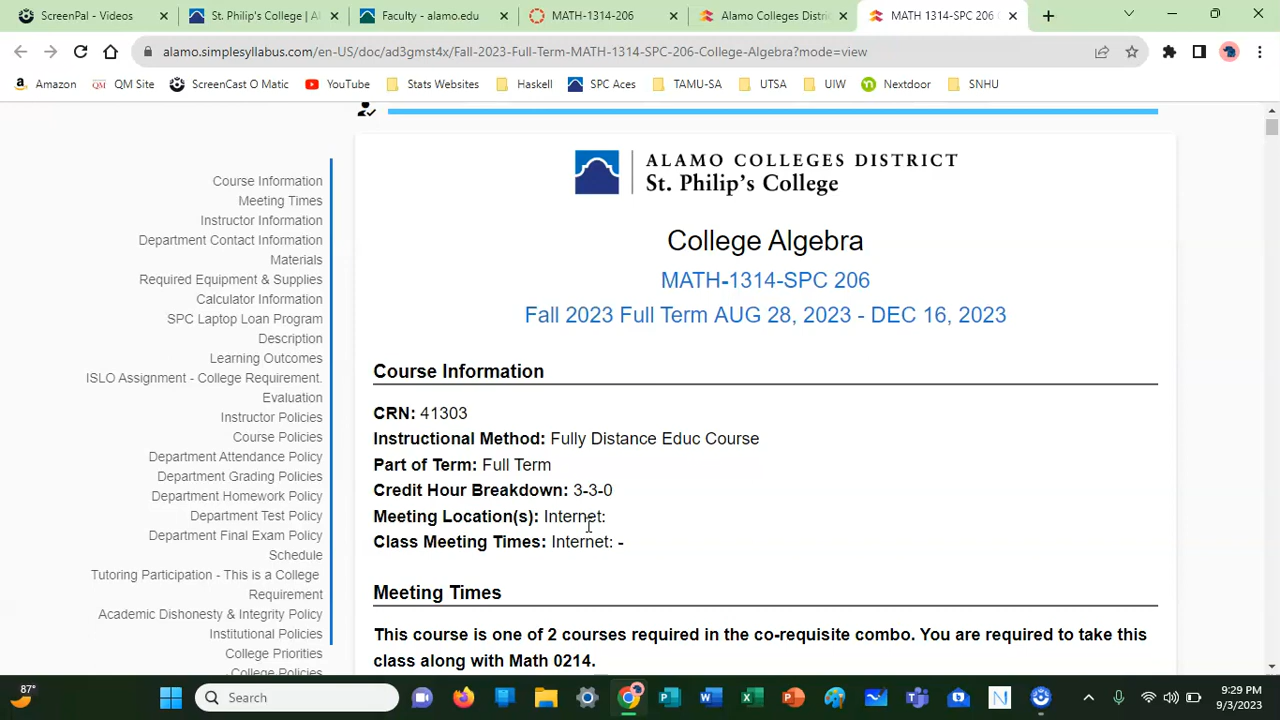 ScreenPal - Videos
St. Philip's College | Al
Faculty - alamo.edu
MATH-1314-206
Alamo Colleges Distri
MATH 1314-SPC 206
alamo.simplesyllabus.com/en-US/doc/ad3gmst4x/Fall-2023-Full-Term-MATH-1314-SPC-206-College-Algebra?mode=view
Amazon
QM Site
ScreenCast O Matic
YouTube
Stats Websites
Haskell
SPC Aces
TAMU-SA
UTSA
UIW
Nextdoor
SNHU
Course Information
Meeting Times
Instructor Information
Department Contact Information
Materials
Required Equipment & Supplies
Calculator Information
SPC Laptop Loan Program
Description
Learning Outcomes
ISLO Assignment - College Requirement.
Evaluation
Instructor Policies
Course Policies
Department Attendance Policy
Department Grading Policies
Department Homework Policy
Department Test Policy
Department Final Exam Policy
Schedule
Tutoring Participation - This is a College
Requirement
Academic Dishonesty & Integrity Policy
Institutional Policies
College Priorities
College Policies
ALAMO COLLEGES DISTRICT
St. Philip's College
College Algebra
MATH-1314-SPC 206
Fall 2023 Full Term AUG 28, 2023 - DEC 16, 2023
Course Information
CRN: 41303
Instructional Method: Fully Distance Educ Course
Part of Term: Full Term
Credit Hour Breakdown: 3-3-0
Meeting Location(s): Internet:
Class Meeting Times: Internet: -
Meeting Times
This course is one of 2 courses required in the co-requisite combo. You are required to take this
class along with Math 0214.
87°
Search
9:29 PM
9/3/2023